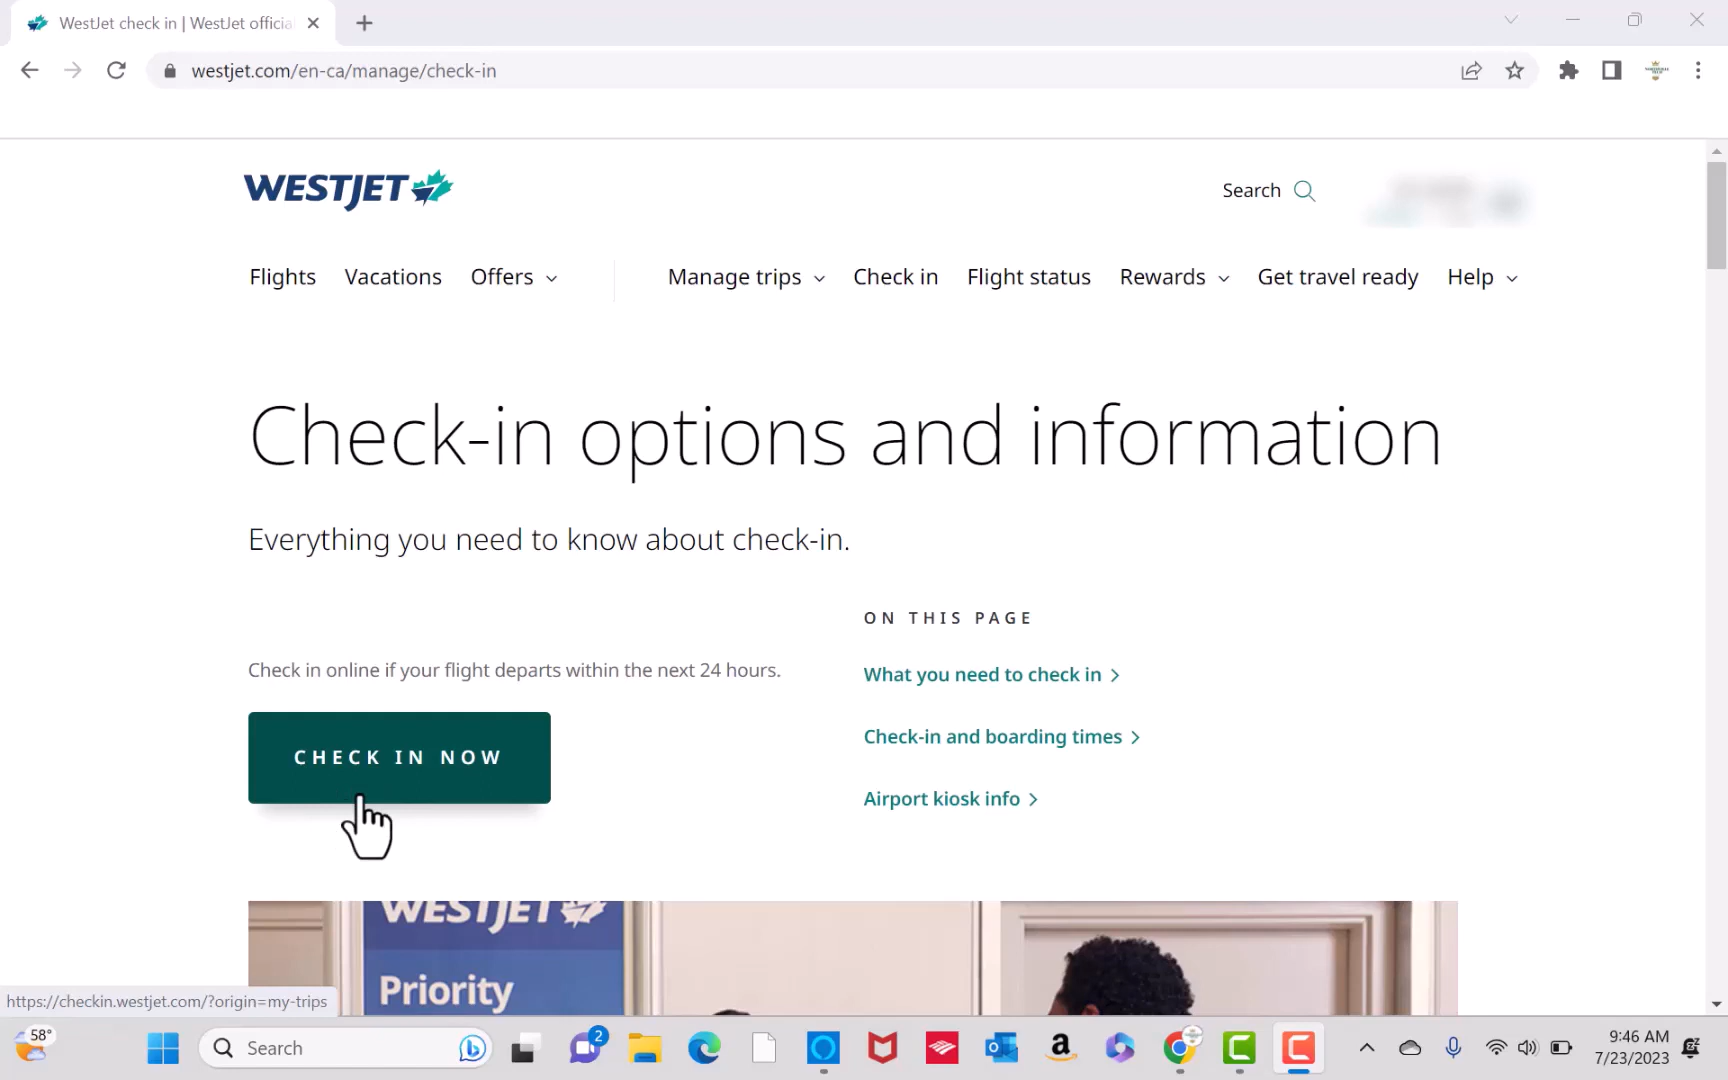 WestJet check in | WestJet officia
westjet.com/en-ca/manage/check-in
WESTJET
Search
Flights Vacations Offers Manage trips Check in Flight status Rewards Get travel ready Help
Check-in options and information
Everything you need to know about check-in.
ON THIS PAGE
Check in online if your flight departs within the next 24 hours.
What you need to check in
CHECK IN NOW
Check-in and boarding times
Airport kiosk info
WESTJET
Priority
https://checkin.westjet.com/?origin=my-trips
58°
Search
2
9:46 AM
7/23/2023